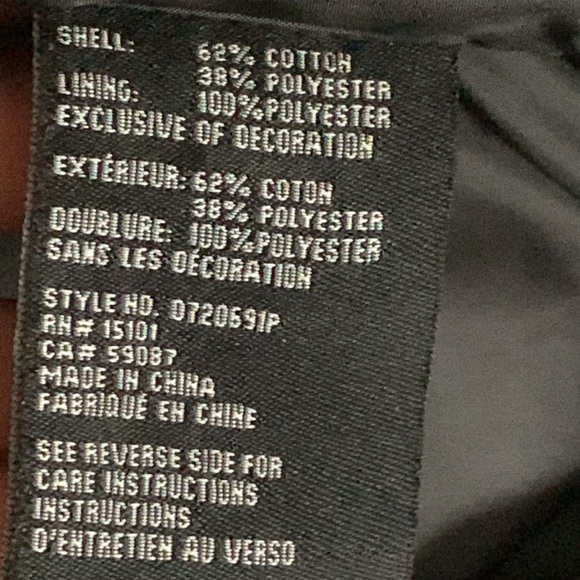 SHELL: 62% COTTON
38% POLYESTER
LINING: 100%POLYESTER
EXCLUSIVE OF DECORATION
EXTÉRIEUR: 62% COTON
38% POLYESTER
DOUBLURE: 100%POLYESTER
SANS LES DÉCORATION
STYLE NO. 0720691P
RN# 15101
CA# 59087
MADE IN CHINA
FABRIQUÉ EN CHINE
SEE REVERSE SIDE FOR
CARE INSTRUCTIONS
INSTRUCTIONS
D'ENTRETIEN AU VERSO